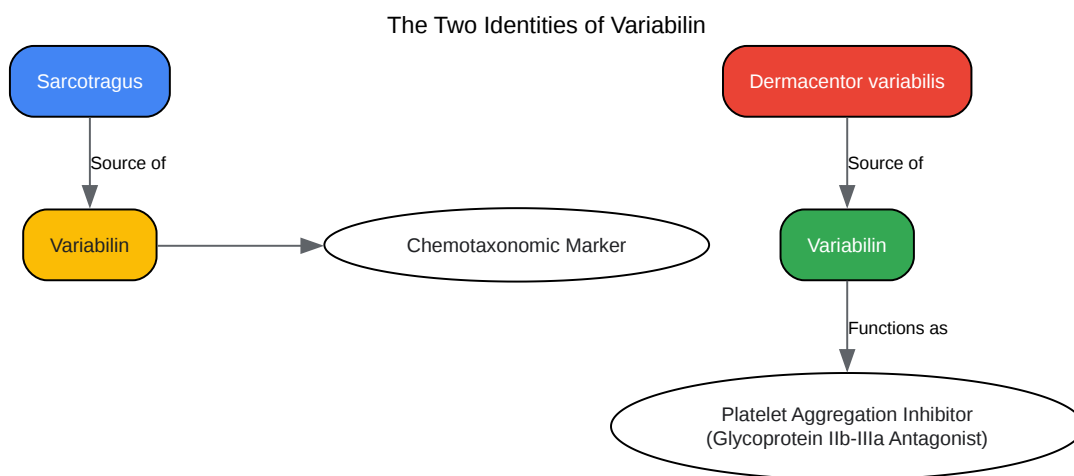 The Two Identities of Variabilin
Sarcotragus
Dermacentor variabilis
Source of
Source of
Variabilin
Chemotaxonomic Marker
Variabilin
Functions as
Platelet Aggregation Inhibitor
(Glycoprotein IIb-IIIa Antagonist)